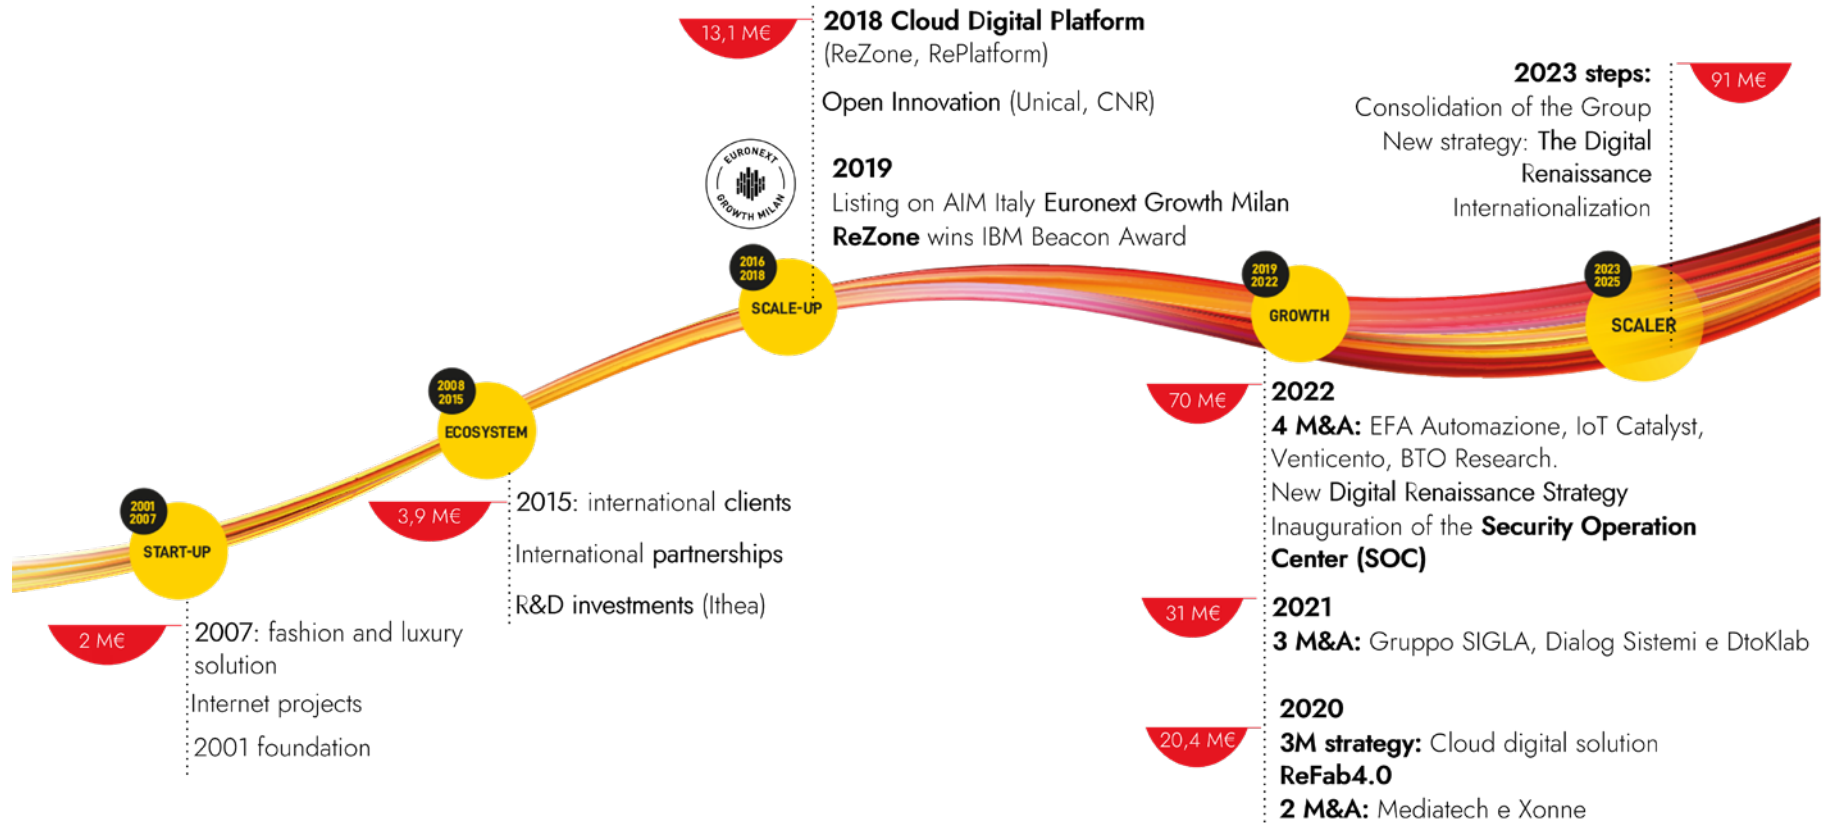 13,1 M€
2018 Cloud Digital Platform
(ReZone, RePlatform)
Open Innovation (Unical, CNR)
EURONEXT
GROWTH MILAN
2019
Listing on AIM Italy Euronext Growth Milan
ReZone wins IBM Beacon Award
2023 steps:
Consolidation of the Group
New strategy: The Digital
Renaissance
Internationalization
91 M€
2016
2018
SCALE-UP
2019
2022
GROWTH
2023
2025
SCALER
2008
2015
ECOSYSTEM
2001
2007
START-UP
2 M€
2007: fashion and luxury
solution
Internet projects
2001 foundation
3,9 M€
2015: international clients
International partnerships
R&D investments (Ithea)
70 M€
2022
4 M&A: EFA Automazione, IoT Catalyst,
Venticento, BTO Research.
New Digital Renaissance Strategy
Inauguration of the Security Operation
Center (SOC)
31 M€
2021
3 M&A: Gruppo SIGLA, Dialog Sistemi e DtoKlab
20,4 M€
2020
3M strategy: Cloud digital solution
ReFab4.0
2 M&A: Mediatech e Xonne